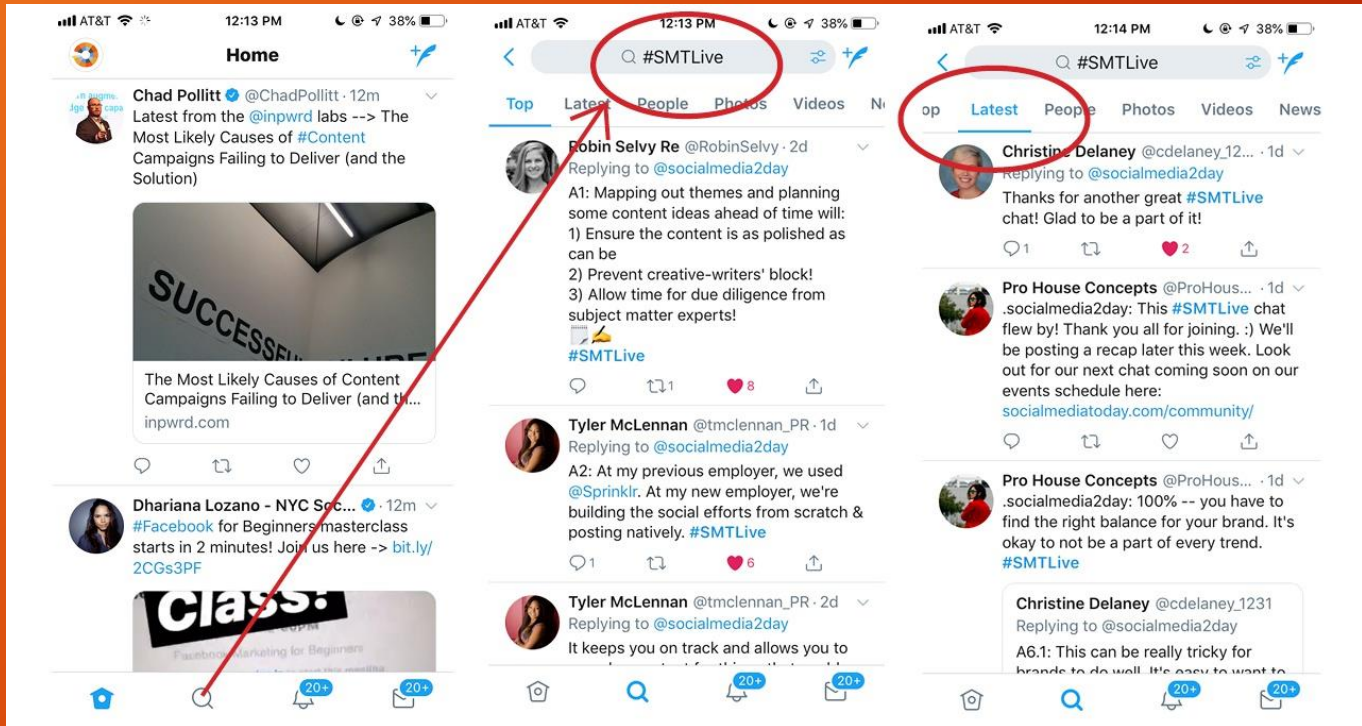 AT&T 12:13 PM 38%
Home
Chad Pollitt @ChadPollitt · 12m
Latest from the @inpwrd labs --> The
Most Likely Causes of #Content
Campaigns Failing to Deliver (and the
Solution)
SUCCESSFUL
The Most Likely Causes of Content
Campaigns Failing to Deliver (and th...
inpwrd.com
Dhariana Lozano - NYC Soc... · 12m
#Facebook for Beginners masterclass
starts in 2 minutes! Join us here -> bit.ly/
2CGs3PF
Class!
Facebook Marketing for Beginners
20+
20+
AT&T 12:13 PM 38%
#SMTLive
Top Latest People Photos Videos
Robin Selvy Re @RobinSelvy · 2d
Replying to @socialmedia2day
A1: Mapping out themes and planning
some content ideas ahead of time will:
1) Ensure the content is as polished as
can be
2) Prevent creative-writers' block!
3) Allow time for due diligence from
subject matter experts!
#SMTLive
1 8
Tyler McLennan @tmclennan_PR · 1d
Replying to @socialmedia2day
A2: At my previous employer, we used
@Sprinklr. At my new employer, we're
building the social efforts from scratch &
posting natively. #SMTLive
1 6
Tyler McLennan @tmclennan_PR · 2d
Replying to @socialmedia2day
It keeps you on track and allows you to
20+
20+
AT&T 12:14 PM 38%
#SMTLive
op Latest People Photos Videos News
Christine Delaney @cdelaney_12... · 1d
Replying to @socialmedia2day
Thanks for another great #SMTLive
chat! Glad to be a part of it!
1 2
Pro House Concepts @ProHous... · 1d
.socialmedia2day: This #SMTLive chat
flew by! Thank you all for joining. :) We'll
be posting a recap later this week. Look
out for our next chat coming soon on our
events schedule here:
socialmediatoday.com/community/
Pro House Concepts @ProHous... · 1d
.socialmedia2day: 100% -- you have to
find the right balance for your brand. It's
okay to not be a part of every trend.
#SMTLive
Christine Delaney @cdelaney_1231
Replying to @socialmedia2day
A6.1: This can be really tricky for
brands to do well. It's easy to want to
20+
20+